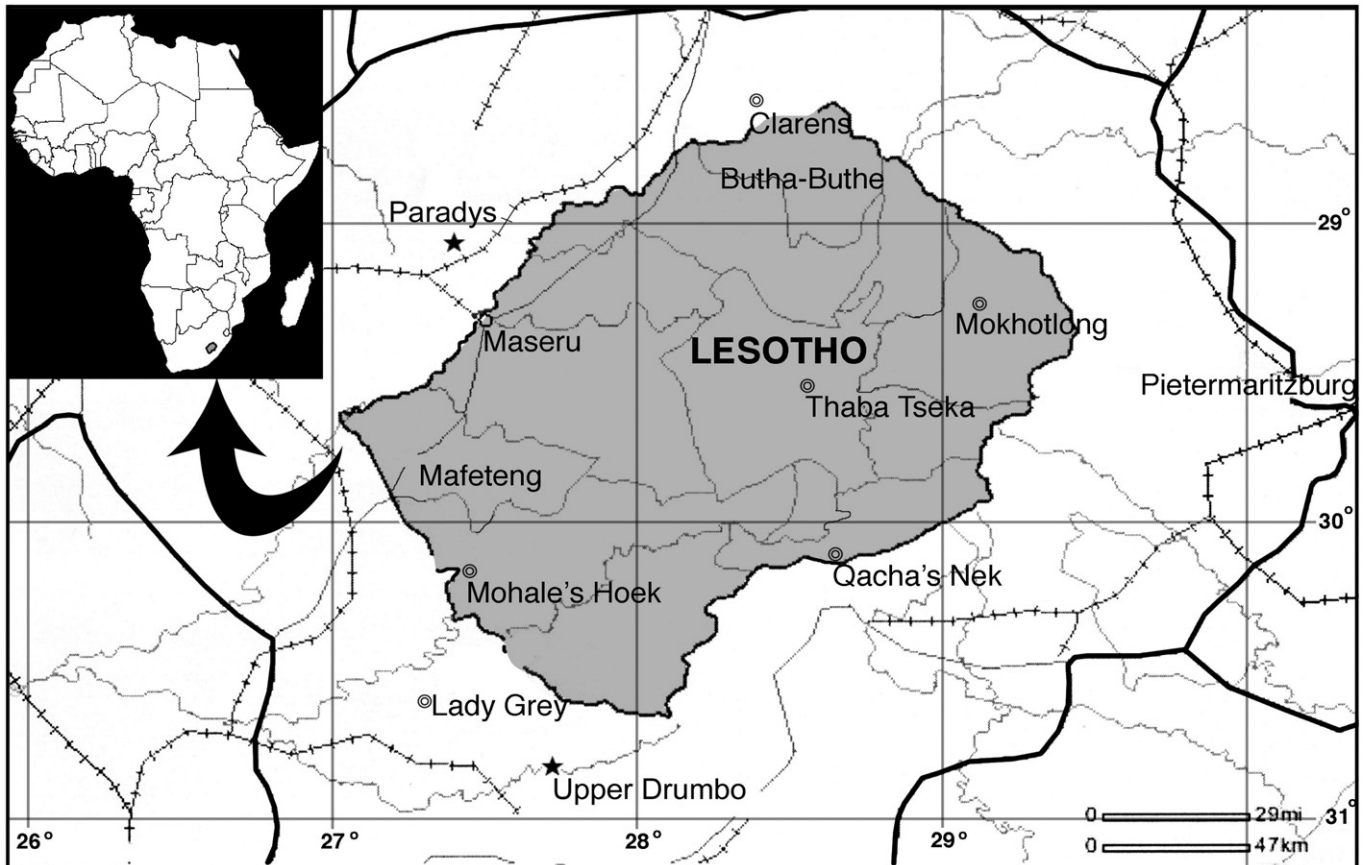 Clarens
Butha-Buthe
Paradys
29°
Mokhotlong
Maseru
LESOTHO
Pietermaritzburg
Thaba Tseka
Mafeteng
30°
Qacha's Nek
Mohale's Hoek
Lady Grey
Upper Drumbo
0 29mi
31°
26° 27° 28° 29°
0 47km